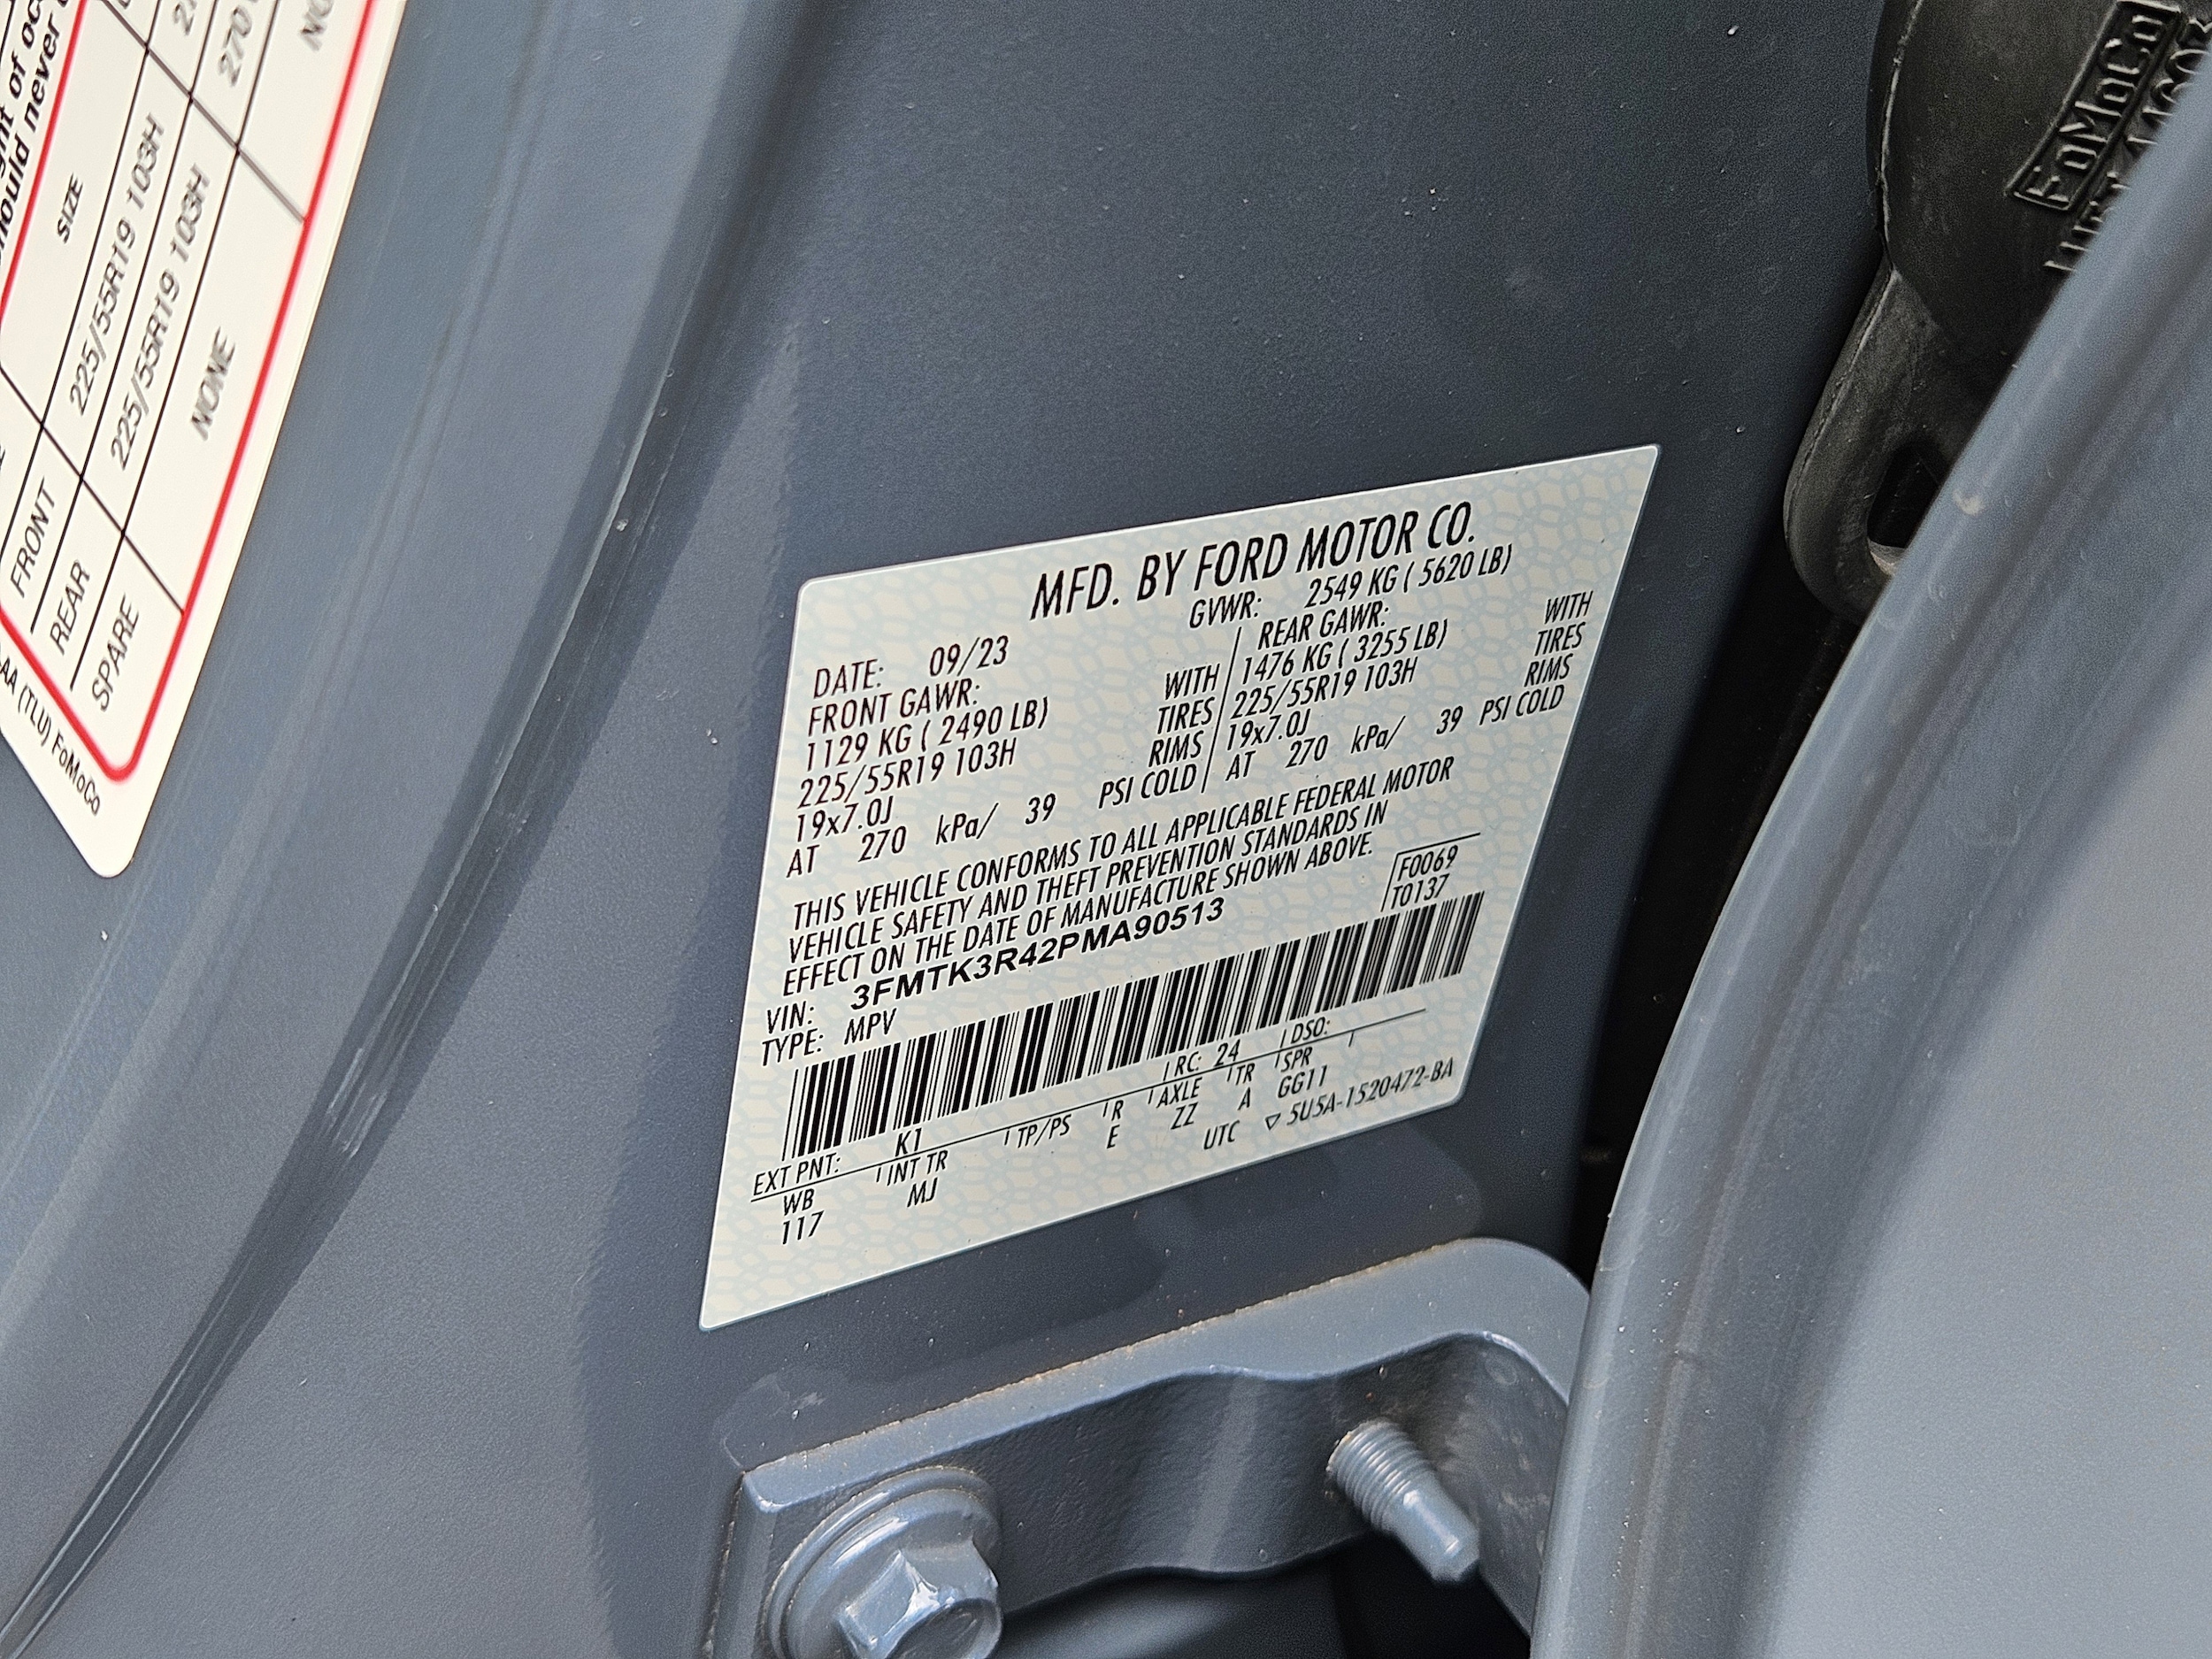 MFD. BY FORD MOTOR CO.
DATE: 09/23 GVWR: 2549 KG ( 5620 LB)
FRONT GAWR: REAR GAWR:
1129 KG ( 2490 LB) WITH 1476 KG ( 3255 LB) WITH
225/55R19 103H TIRES 225/55R19 103H TIRES
19x7.0J RIMS 19x7.0J RIMS
AT 270 kPa/ 39 PSI COLD AT 270 kPa/ 39 PSI COLD
THIS VEHICLE CONFORMS TO ALL APPLICABLE FEDERAL MOTOR
VEHICLE SAFETY AND THEFT PREVENTION STANDARDS IN
EFFECT ON THE DATE OF MANUFACTURE SHOWN ABOVE.
F0069
T0137
VIN: 3FMTK3R42PMA90513
TYPE: MPV
EXT PNT: K1 RC: 24 DSO:
WB INT TR TP/PS R AXLE TR SPR
117 MJ E ZZ A GG11
UTC ▽ 5U5A-1520472-BA
should never
SIZE
FRONT 225/55R19 103H
REAR 225/55R19 103H 270
SPARE NONE
(TLU) FoMoCo
FoMoCo